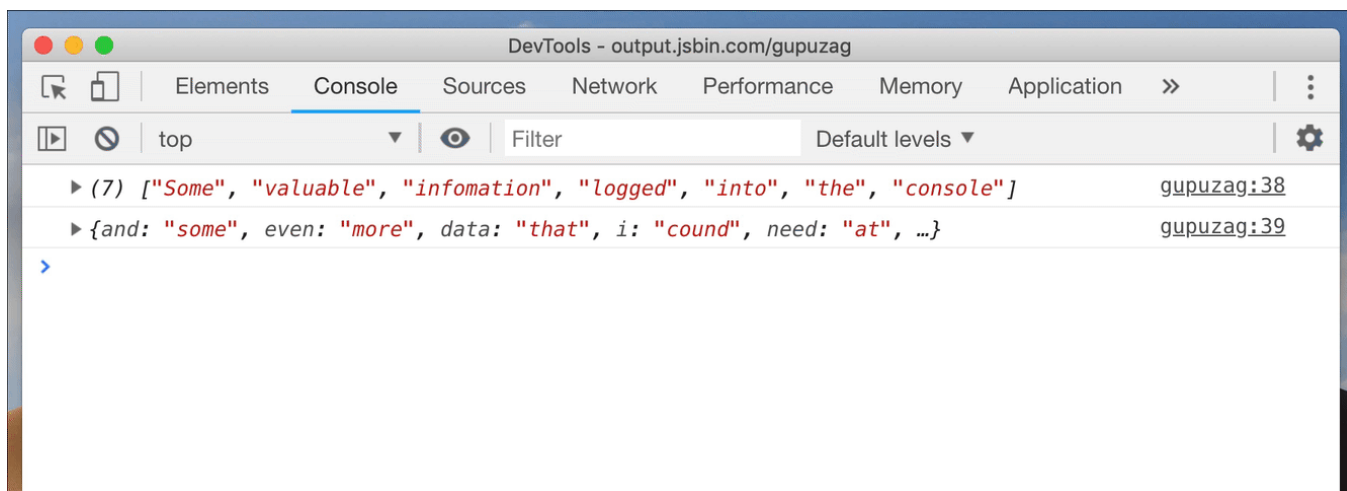 DevTools - output.jsbin.com/gupuzag
Elements Console Sources Network Performance Memory Application »
top ▼ Filter Default levels ▼
▶ (7) ["Some", "valuable", "infomation", "logged", "into", "the", "console"] gupuzag:38
▶ {and: "some", even: "more", data: "that", i: "cound", need: "at", …} gupuzag:39
>